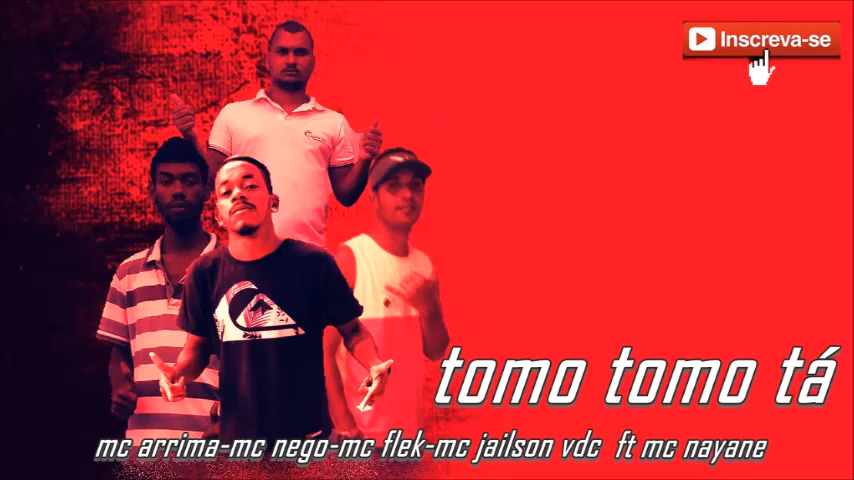 Inscreva-se
tomo tomo tá
mc arrima-mc nego-mc flek-mc jailson vdc ft mc nayane